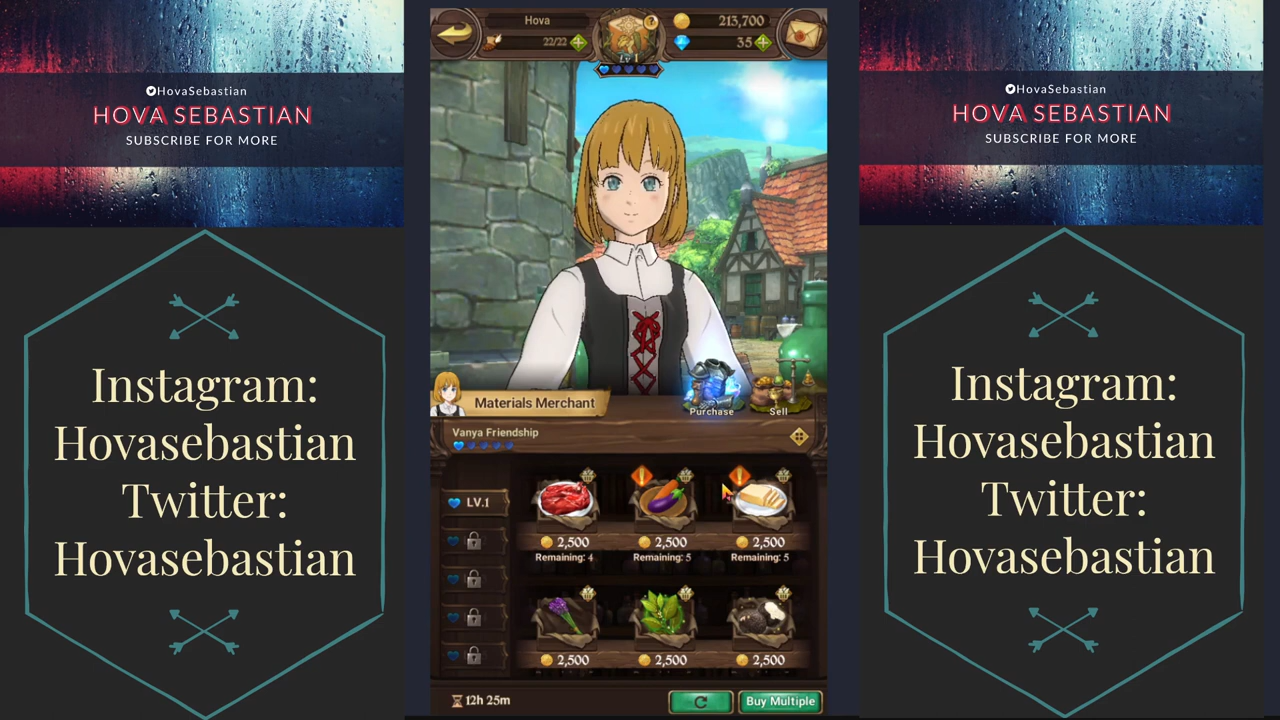 HovaSebastian
HOVA SEBASTIAN
SUBSCRIBE FOR MORE
Instagram:
Hovasebastian
Twitter:
Hovasebastian
Hova
213,700
22/22
35
Lv 1
Materials Merchant
Purchase
Sell
Vanya Friendship
LV.1
2,500
2,500
2,500
Remaining: 4
Remaining: 5
Remaining: 5
2,500
2,500
2,500
12h 25m
Buy Multiple
HovaSebastian
HOVA SEBASTIAN
SUBSCRIBE FOR MORE
Instagram:
Hovasebastian
Twitter:
Hovasebastian